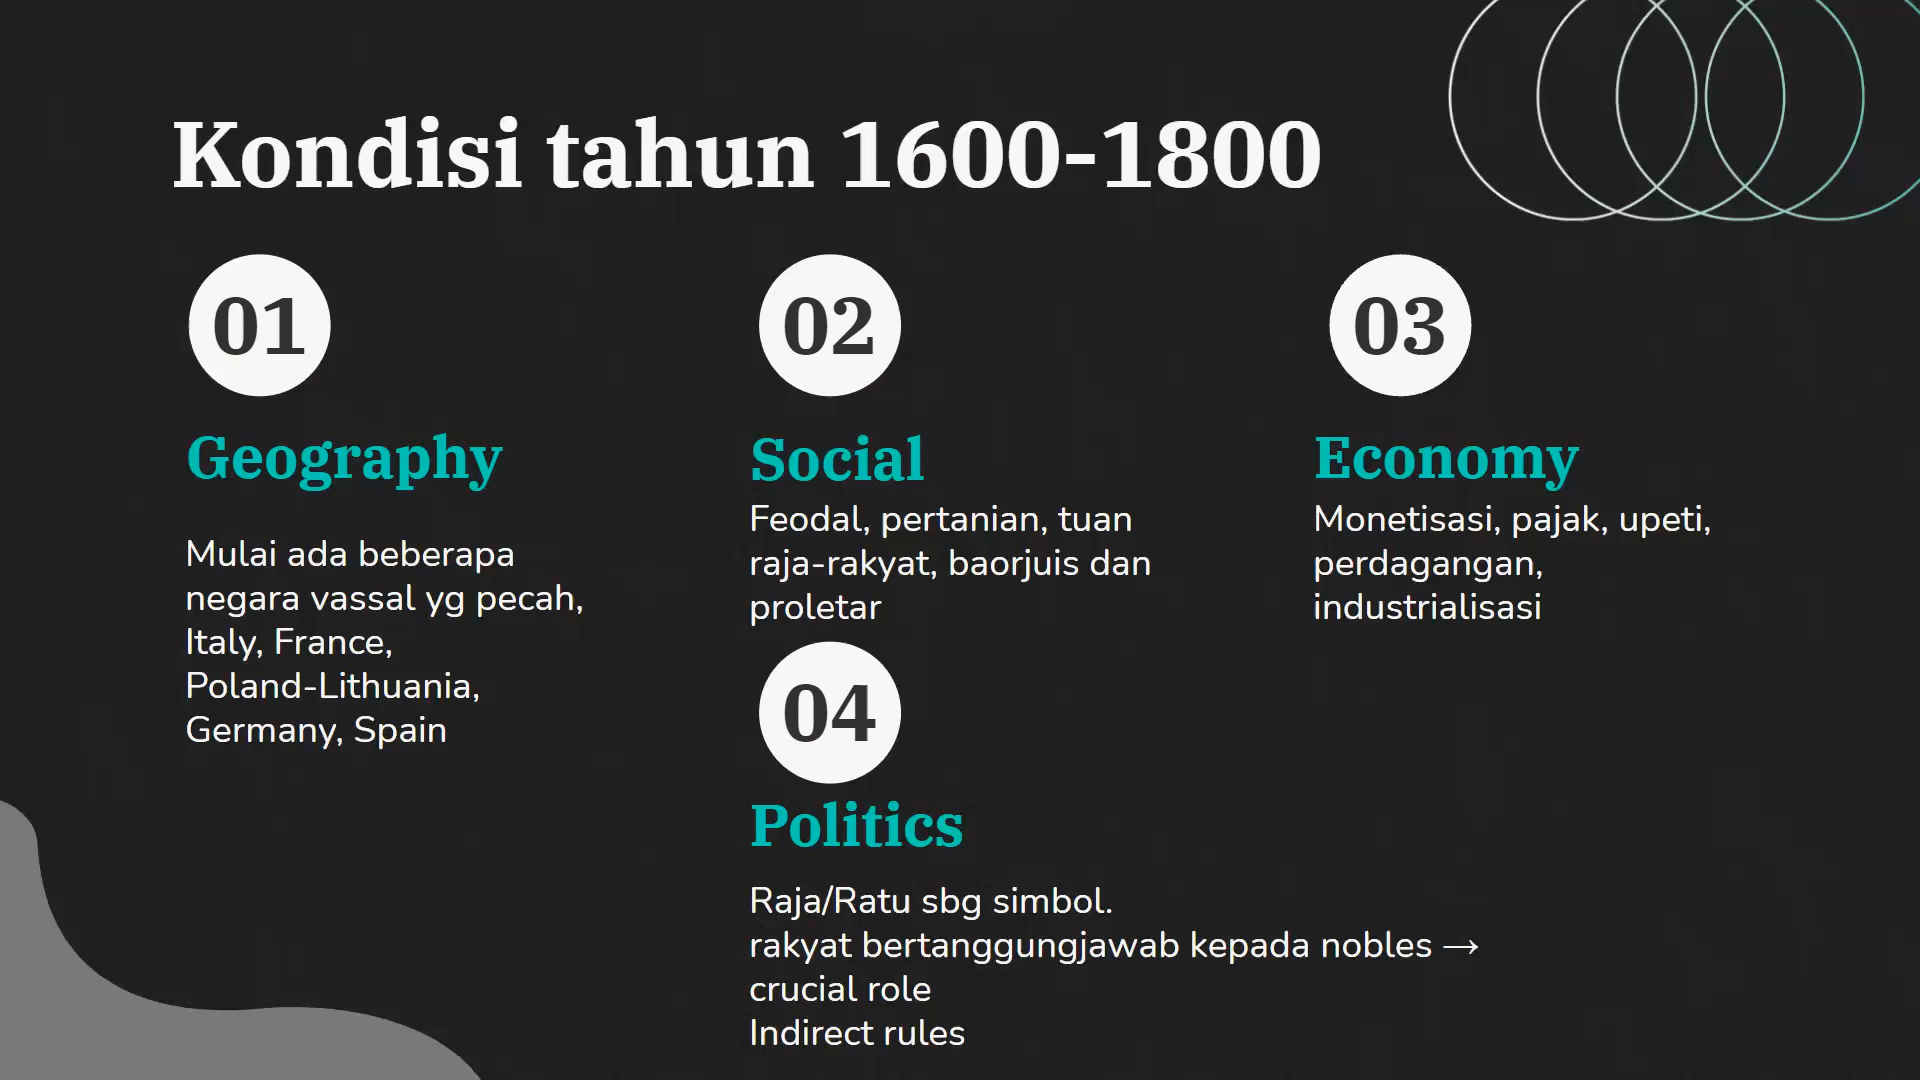 Kondisi tahun 1600-1800
01
Geography
Mulai ada beberapa
negara vassal yg pecah,
Italy, France,
Poland-Lithuania,
Germany, Spain
02
Social
Feodal, pertanian, tuan
raja-rakyat, baorjuis dan
proletar
03
Economy
Monetisasi, pajak, upeti,
perdagangan,
industrialisasi
04
Politics
Raja/Ratu sbg simbol.
rakyat bertanggungjawab kepada nobles →
crucial role
Indirect rules